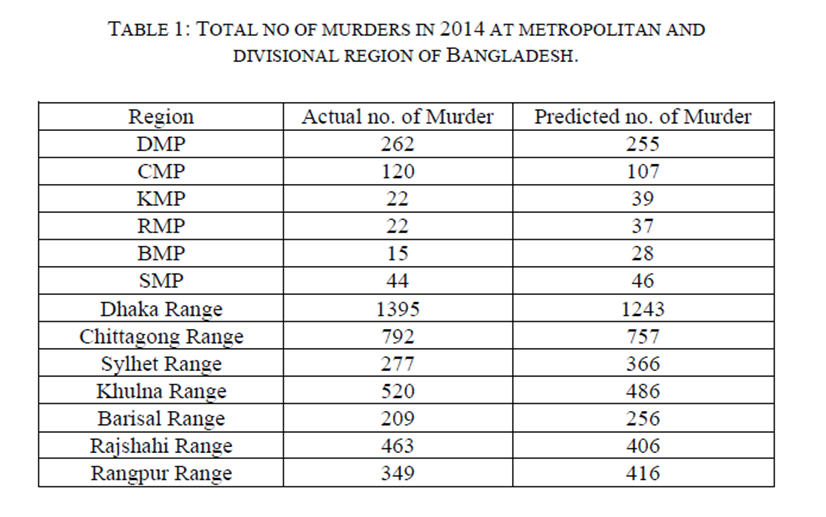 TABLE 1: TOTAL NO OF MURDERS IN 2014 AT METROPOLITAN AND
DIVISIONAL REGION OF BANGLADESH.
Region Actual no. of Murder Predicted no. of Murder
DMP 262 255
CMP 120 107
KMP 22 39
RMP 22 37
BMP 15 28
SMP 44 46
Dhaka Range 1395 1243
Chittagong Range 792 757
Sylhet Range 277 366
Khulna Range 520 486
Barisal Range 209 256
Rajshahi Range 463 406
Rangpur Range 349 416